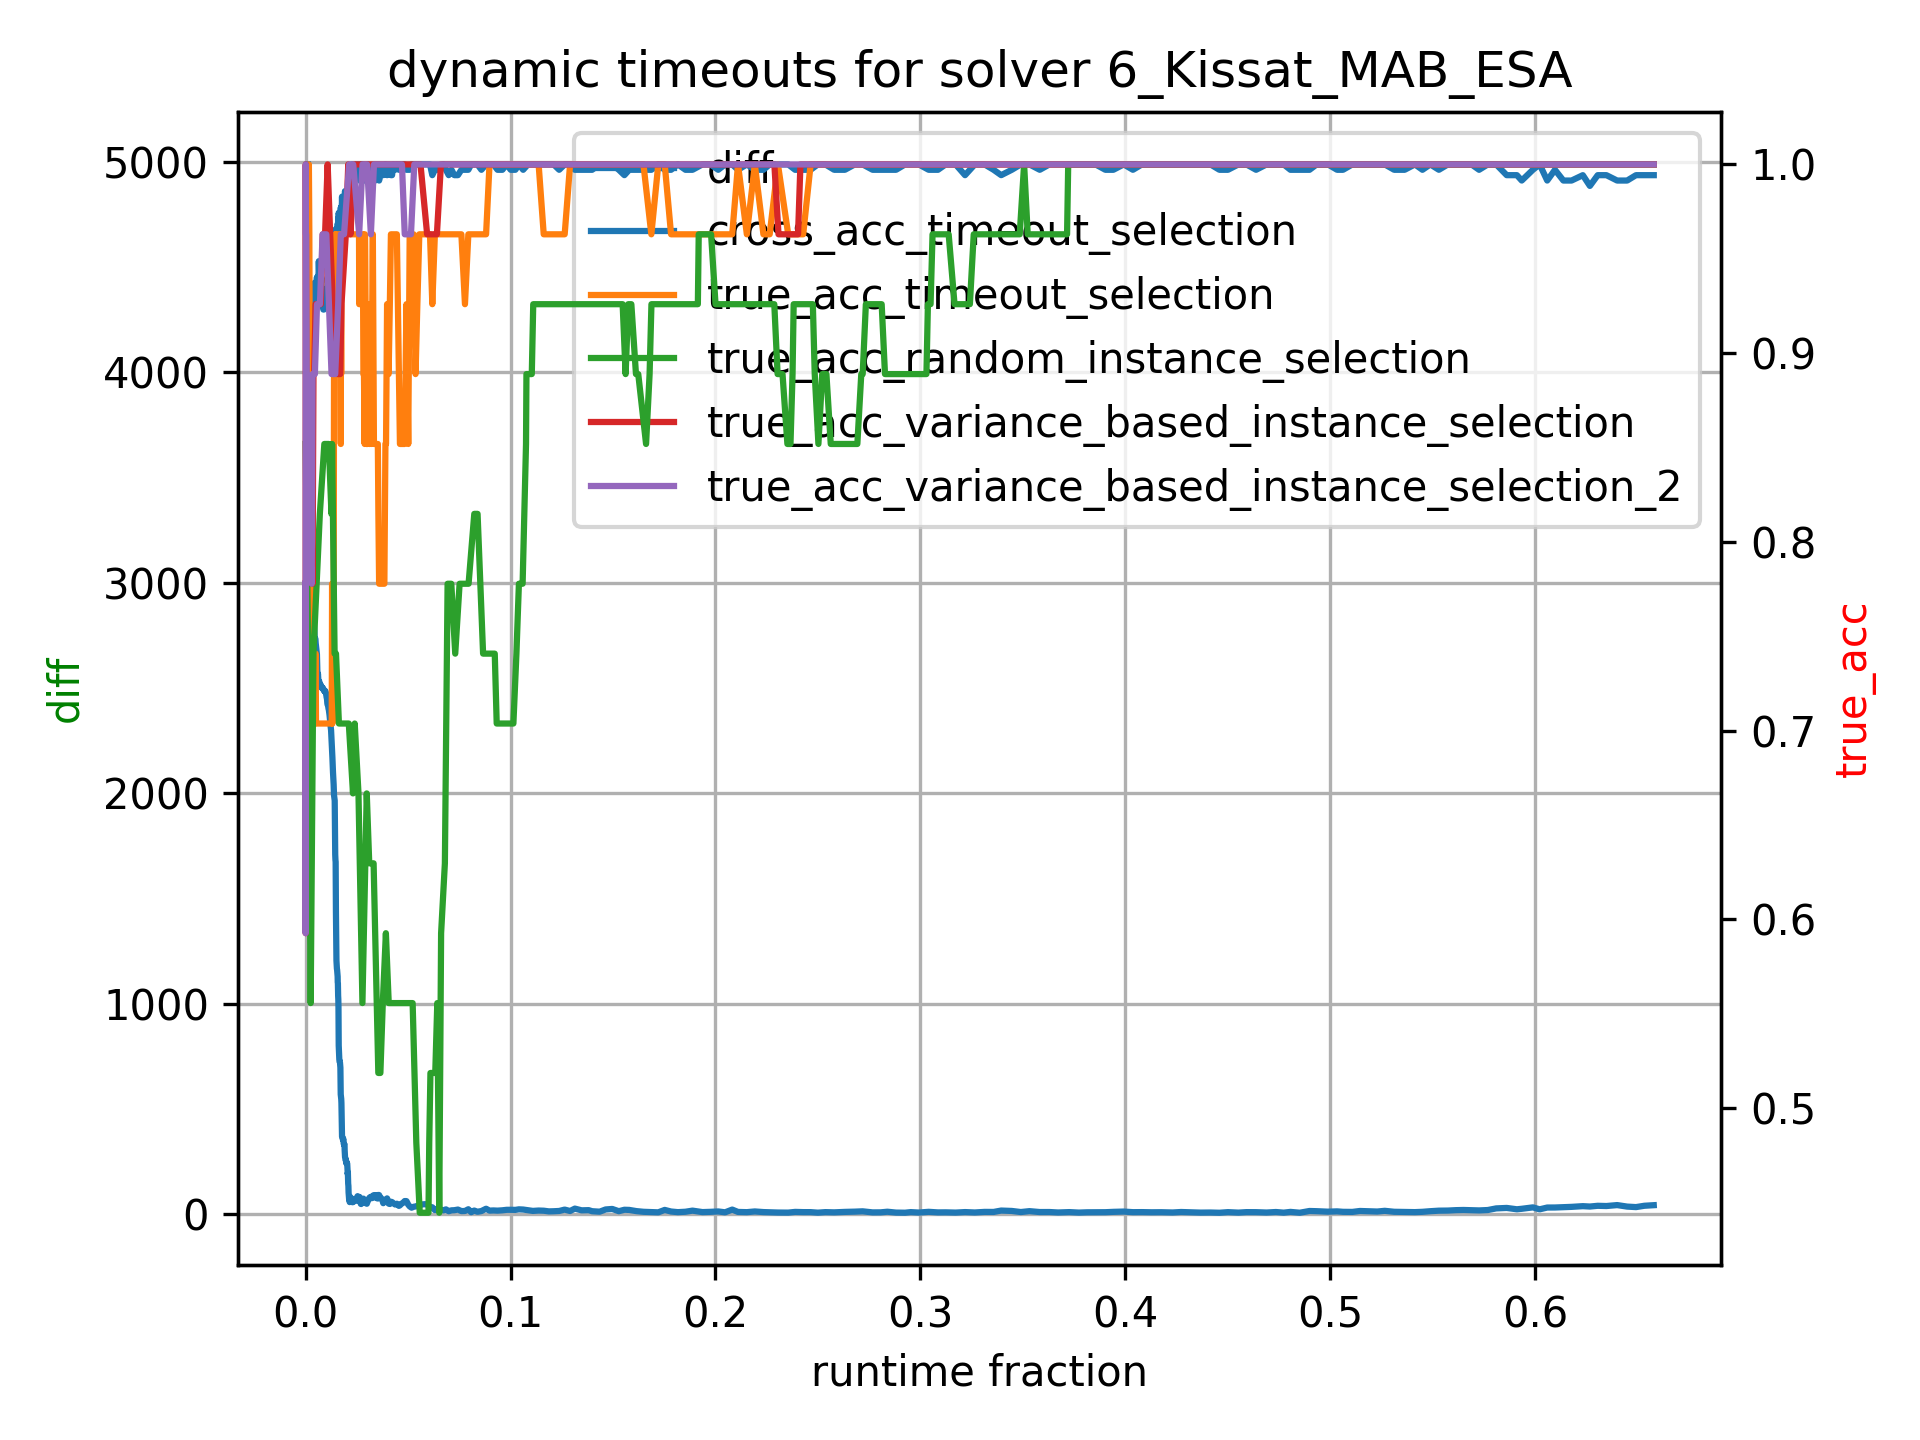 dynamic timeouts for solver 6_Kissat_MAB_ESA
diff
cross_acc_timeout_selection
true_acc_timeout_selection
true_acc_random_instance_selection
true_acc_variance_based_instance_selection
true_acc_variance_based_instance_selection_2
5000
4000
3000
2000
1000
0
diff
1.0
0.9
0.8
0.7
0.6
0.5
true_acc
0.0 0.1 0.2 0.3 0.4 0.5 0.6
runtime fraction